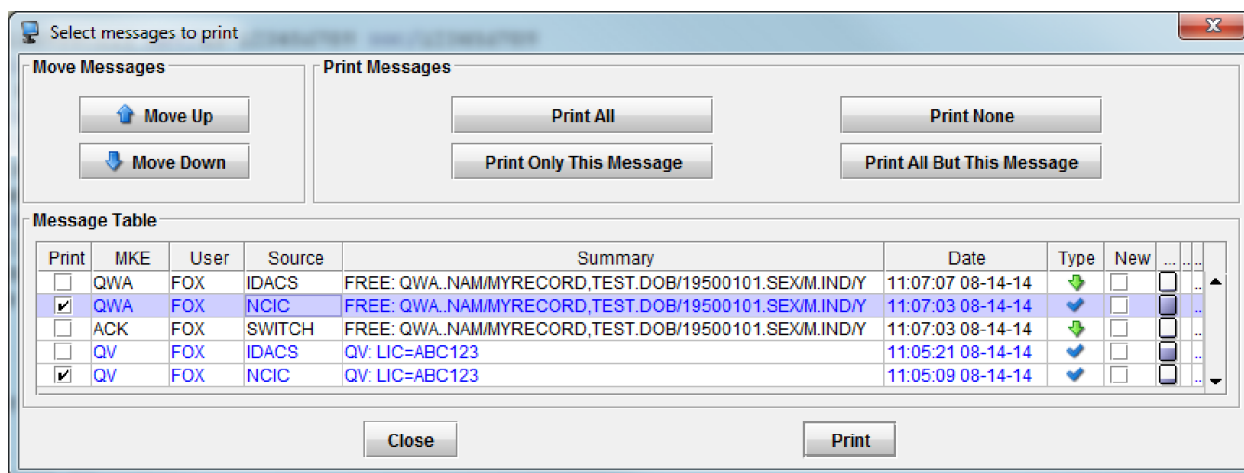 Select messages to print
Move Messages
Print Messages
Move Up
Print All
Print None
Move Down
Print Only This Message
Print All But This Message
Message Table
Print MKE User Source Summary Date Type New ... .. ..
QWA FOX IDACS FREE: QWA..NAM/MYRECORD,TEST.DOB/19500101.SEX/M.IND/Y 11:07:07 08-14-14 ..
QWA FOX NCIC FREE: QWA..NAM/MYRECORD,TEST.DOB/19500101.SEX/M.IND/Y 11:07:03 08-14-14 ..
ACK FOX SWITCH FREE: QWA..NAM/MYRECORD,TEST.DOB/19500101.SEX/M.IND/Y 11:07:03 08-14-14 ..
QV FOX IDACS QV: LIC=ABC123 11:05:21 08-14-14 ..
QV FOX NCIC QV: LIC=ABC123 11:05:09 08-14-14 ..
Close
Print